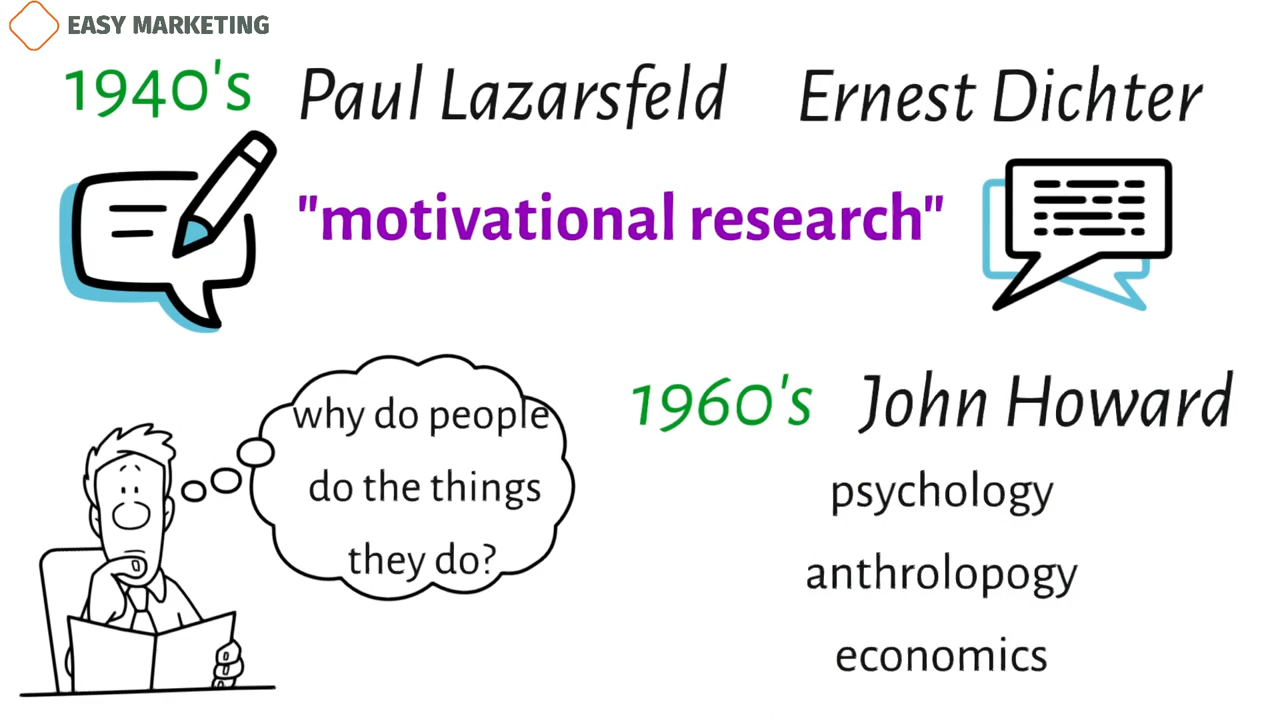 EASY MARKETING
1940's Paul Lazarsfeld Ernest Dichter
"motivational research"
why do people
do the things
they do?
1960's John Howard
psychology
anthrolopogy
economics